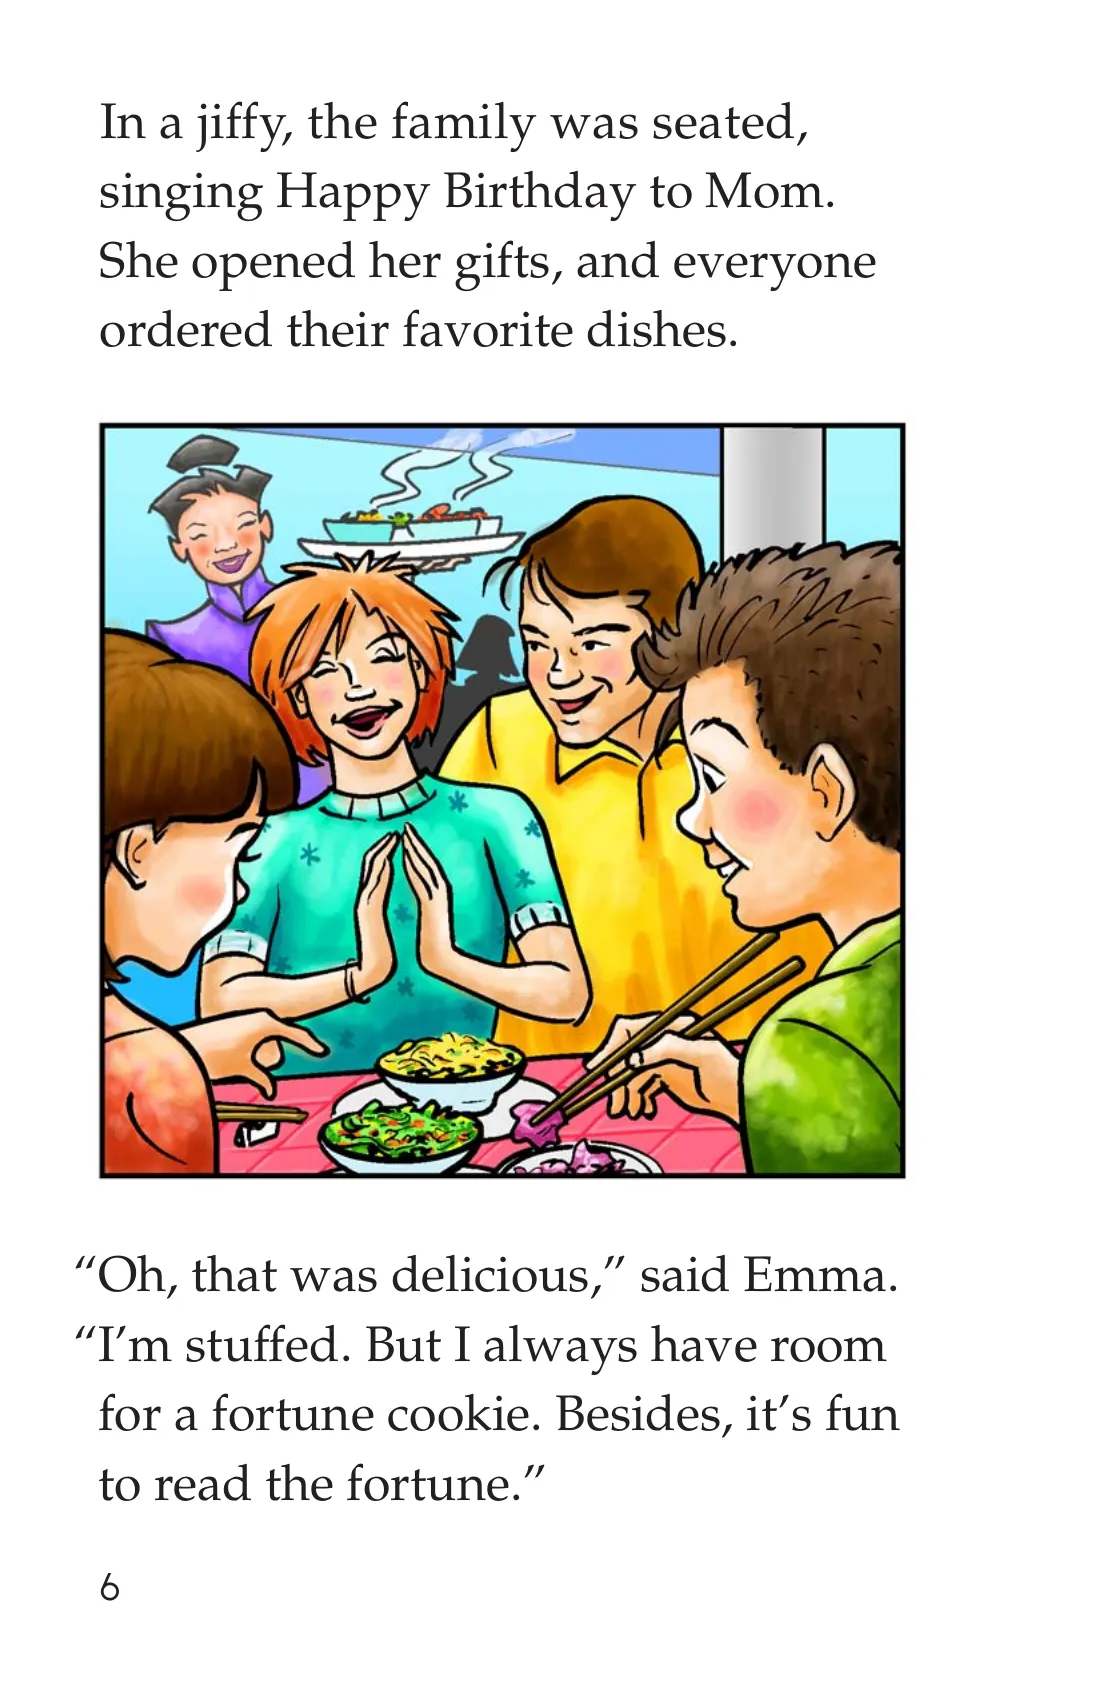 In a jiffy, the family was seated,
singing Happy Birthday to Mom.
She opened her gifts, and everyone
ordered their favorite dishes.
“Oh, that was delicious,” said Emma.
“I’m stuffed. But I always have room
for a fortune cookie. Besides, it’s fun
to read the fortune.”
6